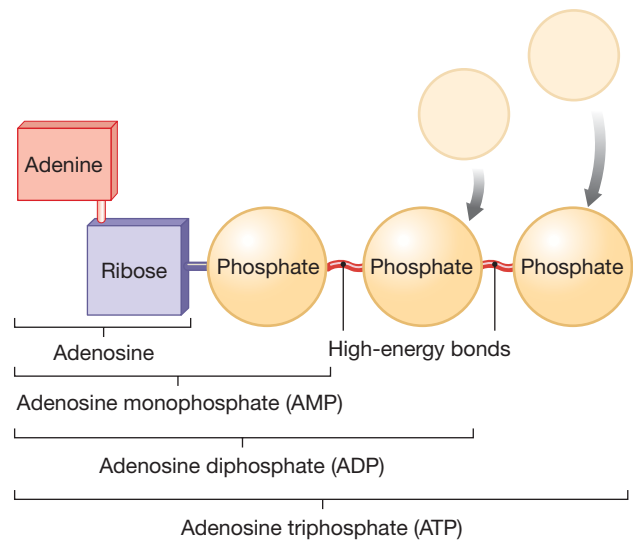 Adenine
Ribose
Phosphate
Phosphate
Phosphate
High-energy bonds
Adenosine
Adenosine monophosphate (AMP)
Adenosine diphosphate (ADP)
Adenosine triphosphate (ATP)